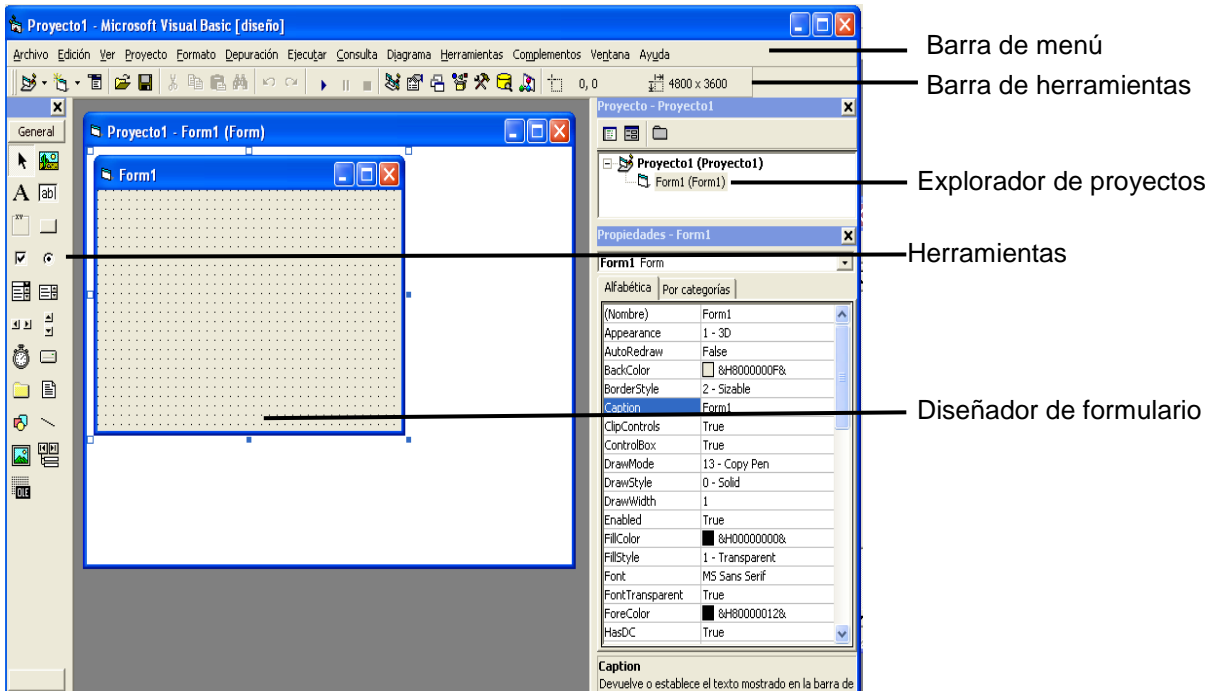 Proyecto1 - Microsoft Visual Basic [diseño]
Archivo Edición Ver Proyecto Formato Depuración Ejecutar Consulta Diagrama Herramientas Complementos Ventana Ayuda
Barra de menú
0, 0
4800 x 3600
Barra de herramientas
General
A
ab
XY
OLE
Proyecto1 - Form1 (Form)
Form1
Proyecto - Proyecto1
Proyecto1 (Proyecto1)
Form1 (Form1)
Explorador de proyectos
Herramientas
Propiedades - Form1
Form1 Form
Alfabética Por categorías
(Nombre) Form1
Appearance 1 - 3D
AutoRedraw False
BackColor &H8000000F&
BorderStyle 2 - Sizable
Caption Form1
Diseñador de formulario
ClipControls True
ControlBox True
DrawMode 13 - Copy Pen
DrawStyle 0 - Solid
DrawWidth 1
Enabled True
FillColor &H00000000&
FillStyle 1 - Transparent
Font MS Sans Serif
FontTransparent True
ForeColor &H80000012&
HasDC True
Caption
Devuelve o establece el texto mostrado en la barra de